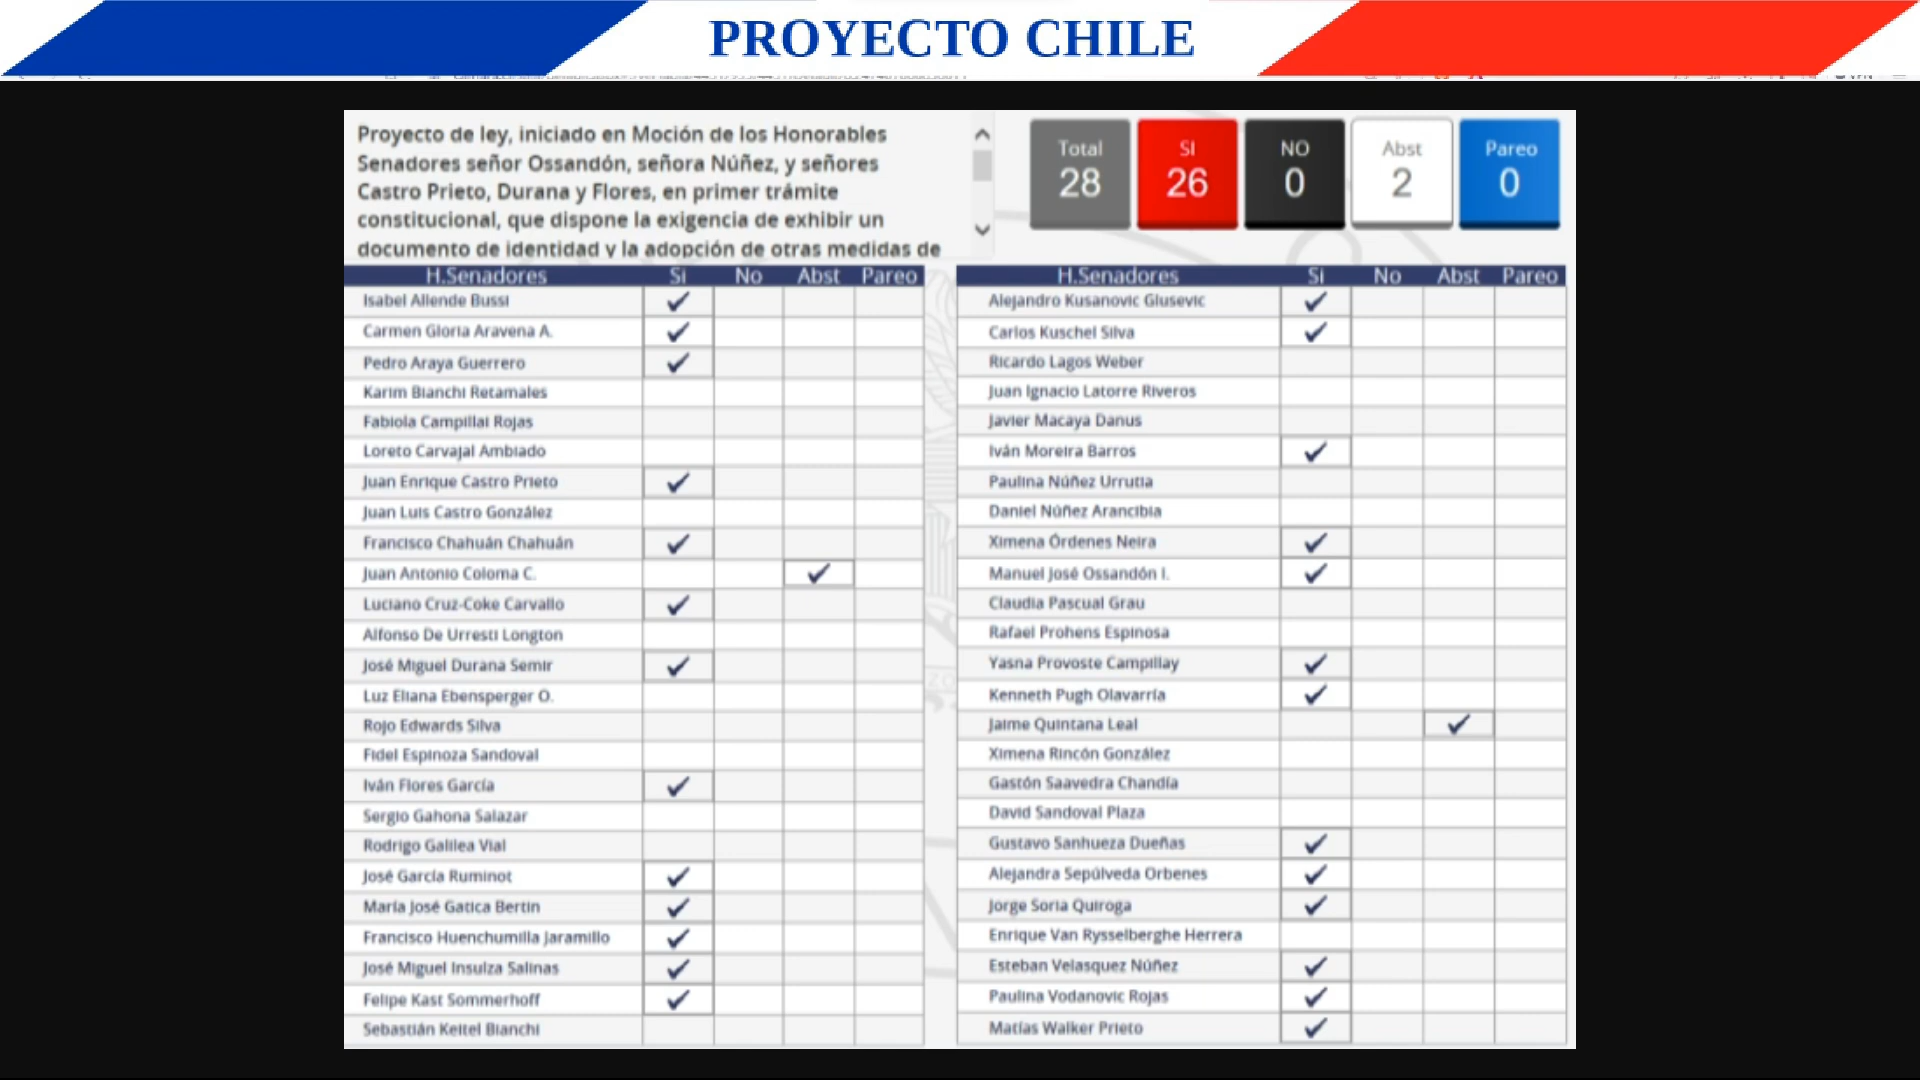 PROYECTO CHILE
Proyecto de ley, iniciado en Moción de los Honorables
Senadores señor Ossandón, señora Núñez, y señores
Castro Prieto, Durana y Flores, en primer trámite
constitucional, que dispone la exigencia de exhibir un
documento de identidad y la adopción de otras medidas de
Total
28
SI
26
NO
0
Abst
2
Pareo
0
H.Senadores Si No Abst Pareo
Isabel Allende Bussi
Carmen Gloria Aravena A.
Pedro Araya Guerrero
Karim Bianchi Retamales
Fabiola Campillai Rojas
Loreto Carvajal Ambiado
Juan Enrique Castro Prieto
Juan Luis Castro González
Francisco Chahuán Chahuán
Juan Antonio Coloma C.
Luciano Cruz-Coke Carvallo
Alfonso De Urresti Longton
José Miguel Durana Semir
Luz Eliana Ebensperger O.
Rojo Edwards Silva
Fidel Espinoza Sandoval
Iván Flores García
Sergio Gahona Salazar
Rodrigo Galilea Vial
José García Ruminot
María José Gatica Bertin
Francisco Huenchumilla Jaramillo
José Miguel Insulza Salinas
Felipe Kast Sommerhoff
Sebastián Keitel Bianchi
H.Senadores Si No Abst Pareo
Alejandro Kusanovic Glusevic
Carlos Kuschel Silva
Ricardo Lagos Weber
Juan Ignacio Latorre Riveros
Javier Macaya Danus
Iván Moreira Barros
Paulina Núñez Urrutia
Daniel Núñez Arancibia
Ximena Órdenes Neira
Manuel José Ossandón I.
Claudia Pascual Grau
Rafael Prohens Espinosa
Yasna Provoste Campillay
Kenneth Pugh Olavarría
Jaime Quintana Leal
Ximena Rincón González
Gastón Saavedra Chandía
David Sandoval Plaza
Gustavo Sanhueza Dueñas
Alejandra Sepúlveda Orbenes
Jorge Soria Quiroga
Enrique Van Rysselberghe Herrera
Esteban Velasquez Núñez
Paulina Vodanovic Rojas
Matías Walker Prieto